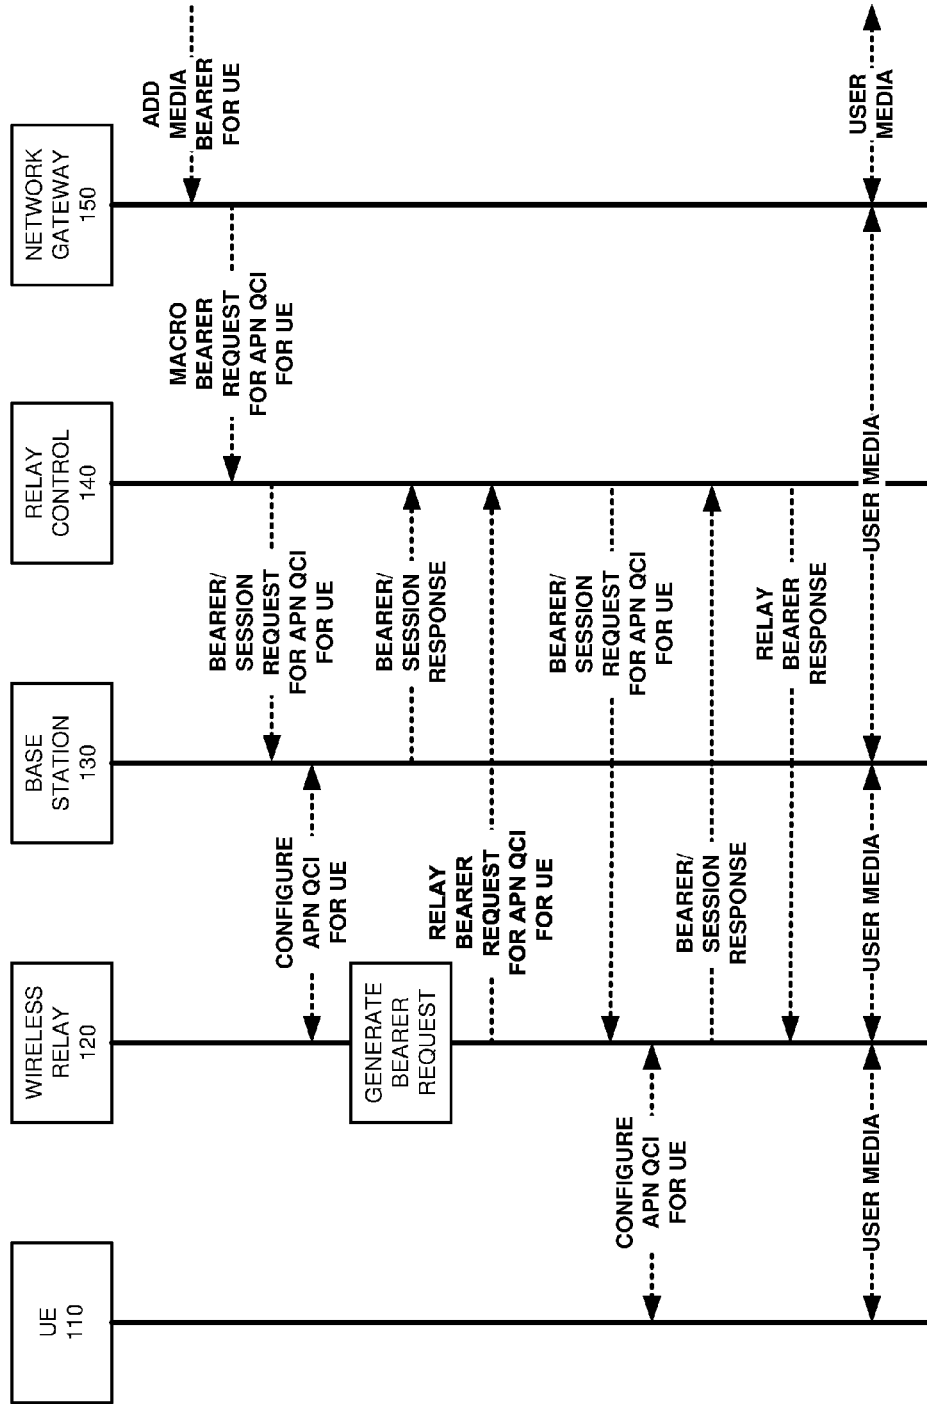 UE
110
WIRELESS
RELAY
120
BASE
STATION
130
RELAY
CONTROL
140
NETWORK
GATEWAY
150
ADD
MEDIA
BEARER
FOR UE
MACRO
BEARER
REQUEST
FOR APN QCI
FOR UE
BEARER/
SESSION
REQUEST
FOR APN QCI
FOR UE
CONFIGURE
APN QCI
FOR UE
GENERATE
BEARER
REQUEST
BEARER/
SESSION
RESPONSE
RELAY
BEARER
REQUEST
FOR APN QCI
FOR UE
BEARER/
SESSION
REQUEST
FOR APN QCI
FOR UE
CONFIGURE
APN QCI
FOR UE
BEARER/
SESSION
RESPONSE
RELAY
BEARER
RESPONSE
USER MEDIA
USER MEDIA
USER MEDIA
USER
MEDIA